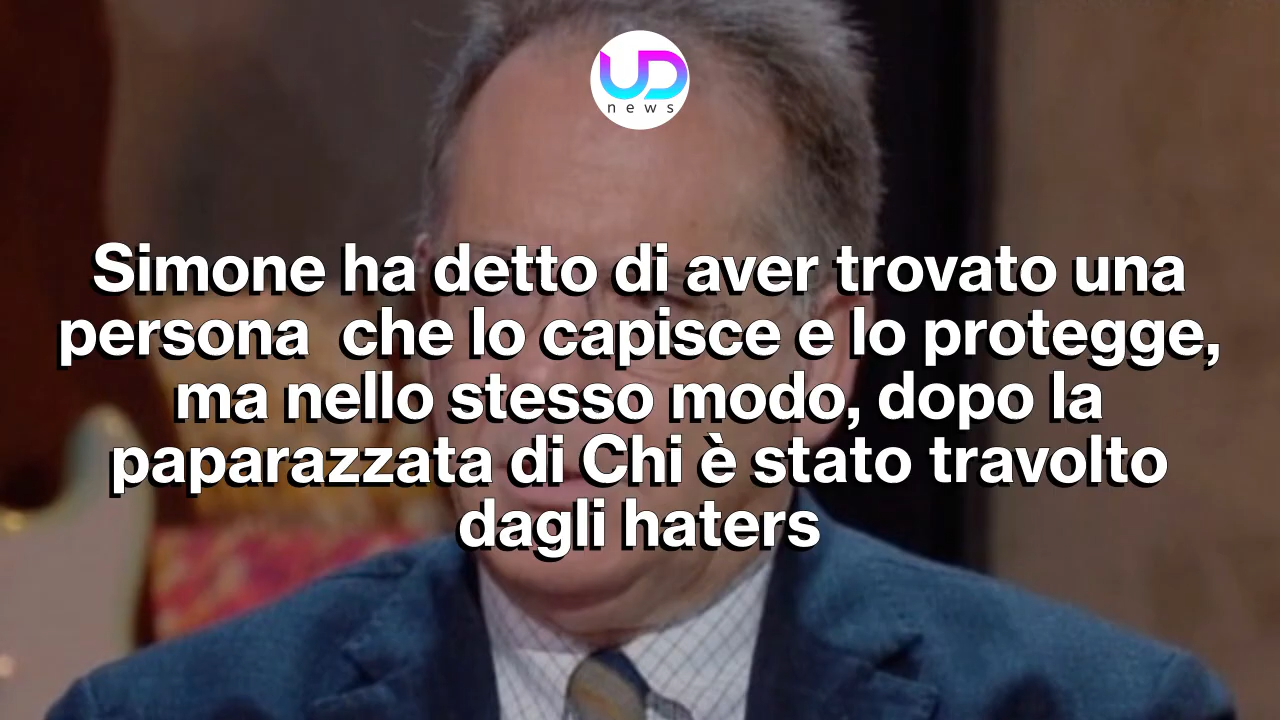 UD
news
Simone ha detto di aver trovato una
persona  che lo capisce e lo protegge,
ma nello stesso modo, dopo la
paparazzata di Chi è stato travolto
dagli haters